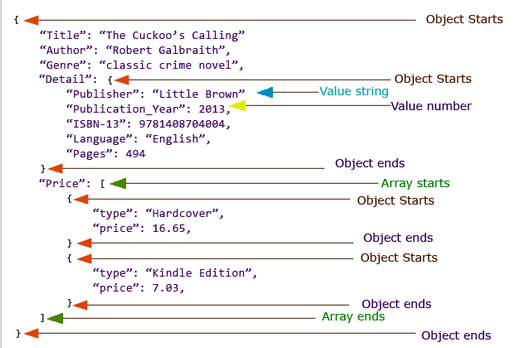 { Object Starts
“Title”: “The Cuckoo’s Calling”
“Author”: “Robert Galbraith”,
“Genre”: “classic crime novel”,
“Detail”: { Object Starts
“Publisher”: “Little Brown” Value string
“Publication_Year”: 2013, Value number
“ISBN-13”: 9781408704004,
“Language”: “English”,
“Pages”: 494
} Object ends
“Price”: [ Array starts
{ Object Starts
“type”: “Hardcover”,
“price”: 16.65,
} Object ends
{ Object Starts
“type”: “Kindle Edition”,
“price”: 7.03,
} Object ends
] Array ends
} Object ends